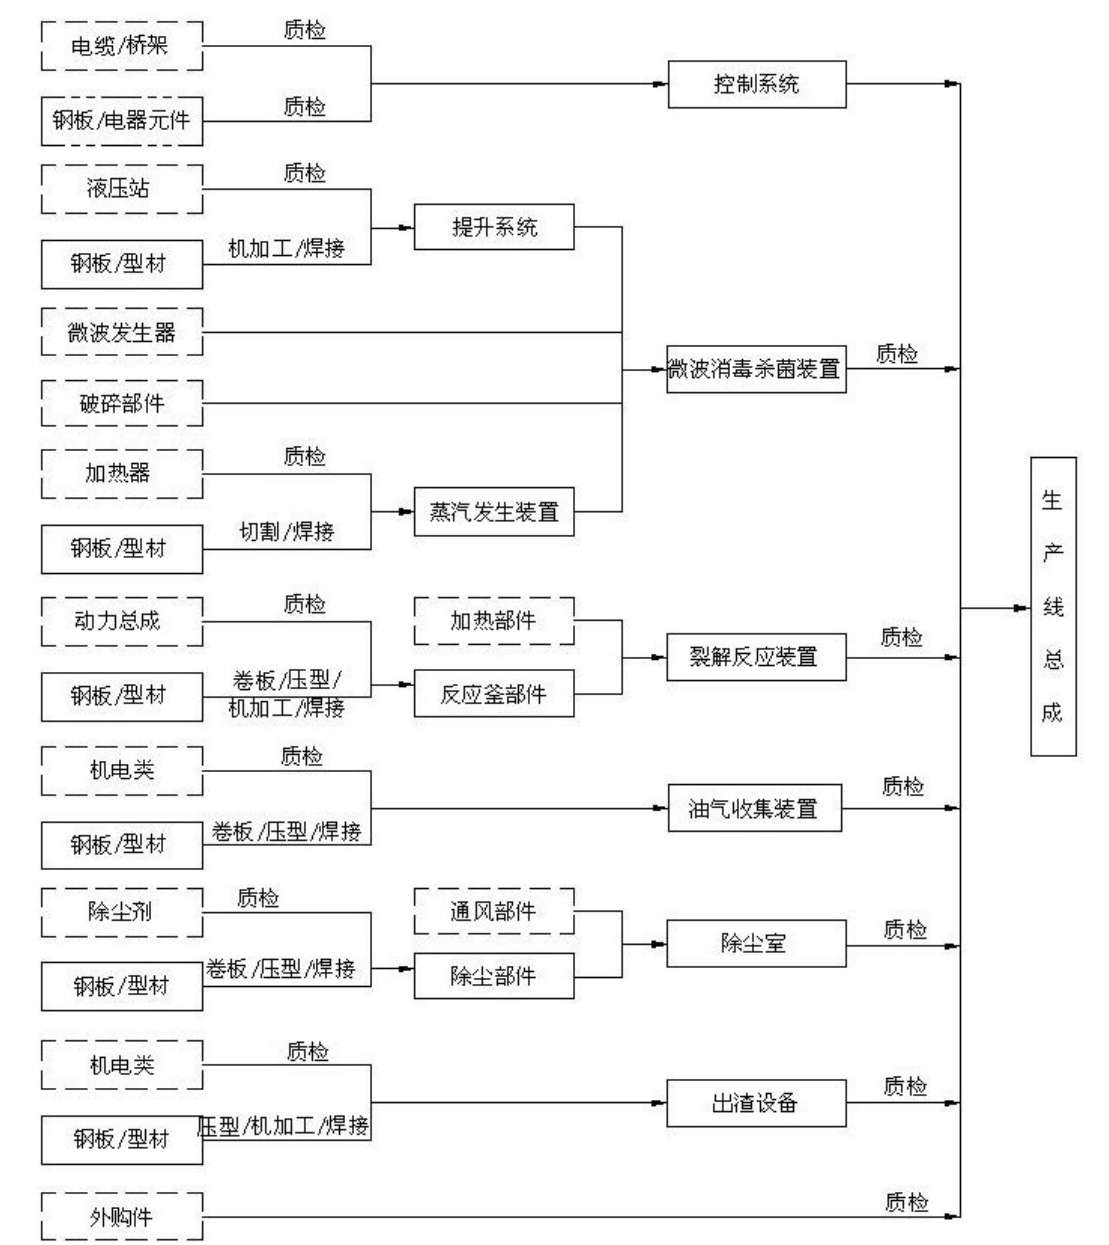 质检
电缆/桥架
控制系统
质检
钢板/电器元件
质检
液压站
提升系统
机加工/焊接
钢板/型材
微波发生器
质检
微波消毒杀菌装置
破碎部件
质检
加热器
蒸汽发生装置
切割/焊接
钢板/型材
质检
动力总成
加热部件
质检
裂解反应装置
卷板/压型/
机加工/焊接
钢板/型材
反应釜部件
生
产
线
总
成
质检
机电类
质检
油气收集装置
卷板/压型/焊接
钢板/型材
质检
除尘剂
通风部件
质检
除尘室
卷板/压型/焊接
钢板/型材
除尘部件
质检
机电类
质检
出渣设备
压型/机加工/焊接
钢板/型材
质检
外购件